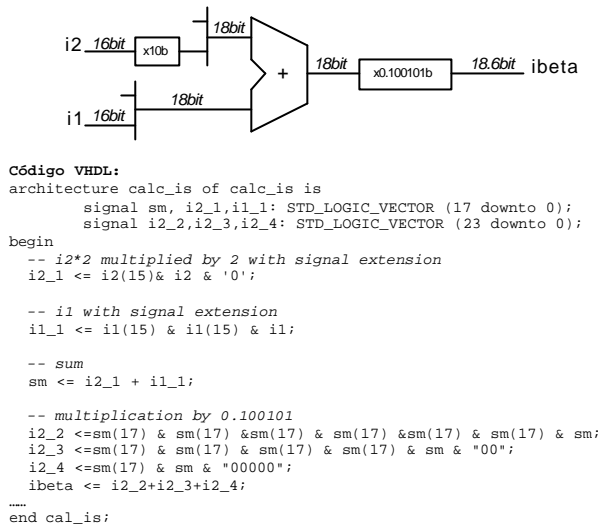 18bit
i2 16bit x10b
+ 18bit x0.100101b 18.6bit ibeta
18bit
i1 16bit
Código VHDL:
architecture calc_is of calc_is is
signal sm, i2_1,i1_1: STD_LOGIC_VECTOR (17 downto 0);
signal i2_2,i2_3,i2_4: STD_LOGIC_VECTOR (23 downto 0);
begin
-- i2*2 multiplied by 2 with signal extension
i2_1 <= i2(15)& i2 & '0';
-- i1 with signal extension
i1_1 <= i1(15) & i1(15) & i1;
-- sum
sm <= i2_1 + i1_1;
-- multiplication by 0.100101
i2_2 <=sm(17) & sm(17) &sm(17) & sm(17) &sm(17) & sm(17) & sm;
i2_3 <=sm(17) & sm(17) & sm(17) & sm(17) & sm & "00";
i2_4 <=sm(17) & sm & "00000";
ibeta <= i2_2+i2_3+i2_4;
……
end cal_is;